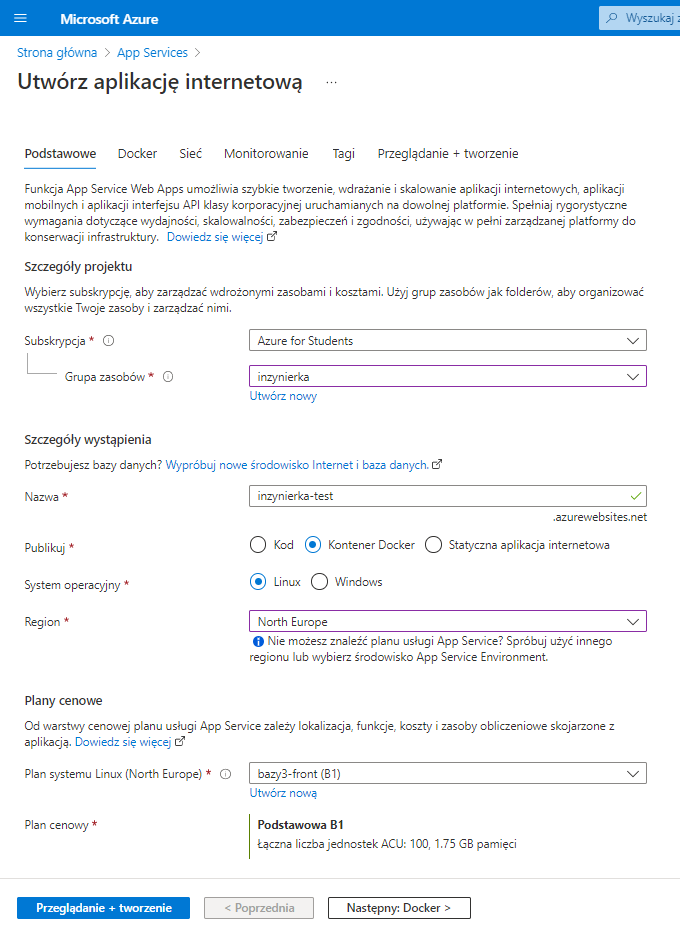 Microsoft Azure
Wyszukaj z
Strona główna > App Services >
Utwórz aplikację internetową ...
Podstawowe Docker Sieć Monitorowanie Tagi Przeglądanie + tworzenie
Funkcja App Service Web Apps umożliwia szybkie tworzenie, wdrażanie i skalowanie aplikacji internetowych, aplikacji
mobilnych i aplikacji interfejsu API klasy korporacyjnej uruchamianych na dowolnej platformie. Spełniaj rygorystyczne
wymagania dotyczące wydajności, skalowalności, zabezpieczeń i zgodności, używając w pełni zarządzanej platformy do
konserwacji infrastruktury. Dowiedz się więcej
Szczegóły projektu
Wybierz subskrypcję, aby zarządzać wdrożonymi zasobami i kosztami. Użyj grup zasobów jak folderów, aby organizować
wszystkie Twoje zasoby i zarządzać nimi.
Subskrypcja * Azure for Students
Grupa zasobów * inzynierka
Utwórz nowy
Szczegóły wystąpienia
Potrzebujesz bazy danych? Wypróbuj nowe środowisko Internet i baza danych.
Nazwa * inzynierka-test
.azurewebsites.net
Publikuj * Kod Kontener Docker Statyczna aplikacja internetowa
System operacyjny * Linux Windows
Region * North Europe
Nie możesz znaleźć planu usługi App Service? Spróbuj użyć innego
regionu lub wybierz środowisko App Service Environment.
Plany cenowe
Od warstwy cenowej planu usługi App Service zależy lokalizacja, funkcje, koszty i zasoby obliczeniowe skojarzone z
aplikacją. Dowiedz się więcej
Plan systemu Linux (North Europe) * bazy3-front (B1)
Utwórz nową
Plan cenowy * Podstawowa B1
Łączna liczba jednostek ACU: 100, 1.75 GB pamięci
Przeglądanie + tworzenie < Poprzednia Następny: Docker >